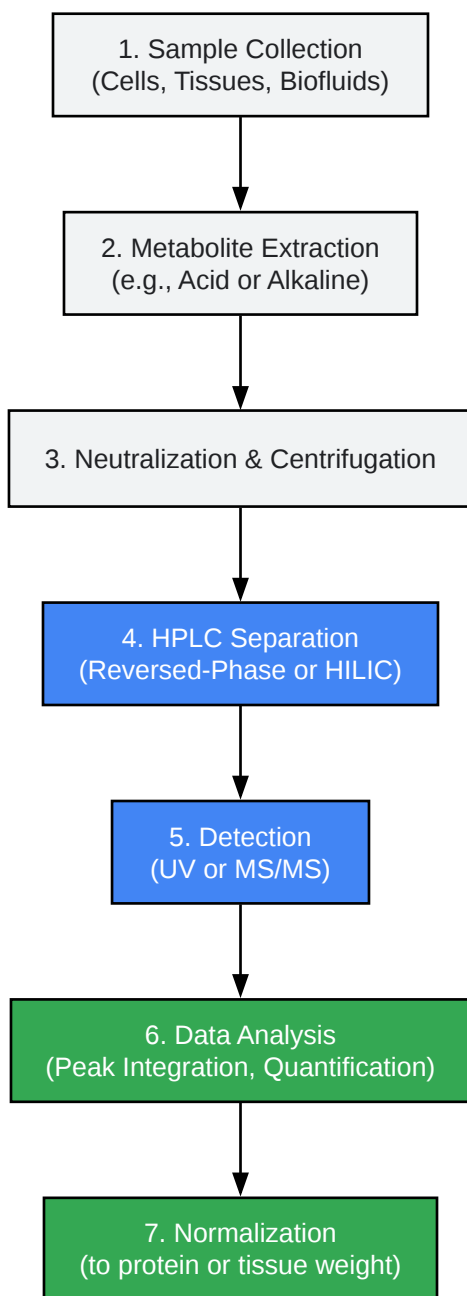 1. Sample Collection
(Cells, Tissues, Biofluids)
2. Metabolite Extraction
(e.g., Acid or Alkaline)
3. Neutralization & Centrifugation
4. HPLC Separation
(Reversed-Phase or HILIC)
5. Detection
(UV or MS/MS)
6. Data Analysis
(Peak Integration, Quantification)
7. Normalization
(to protein or tissue weight)